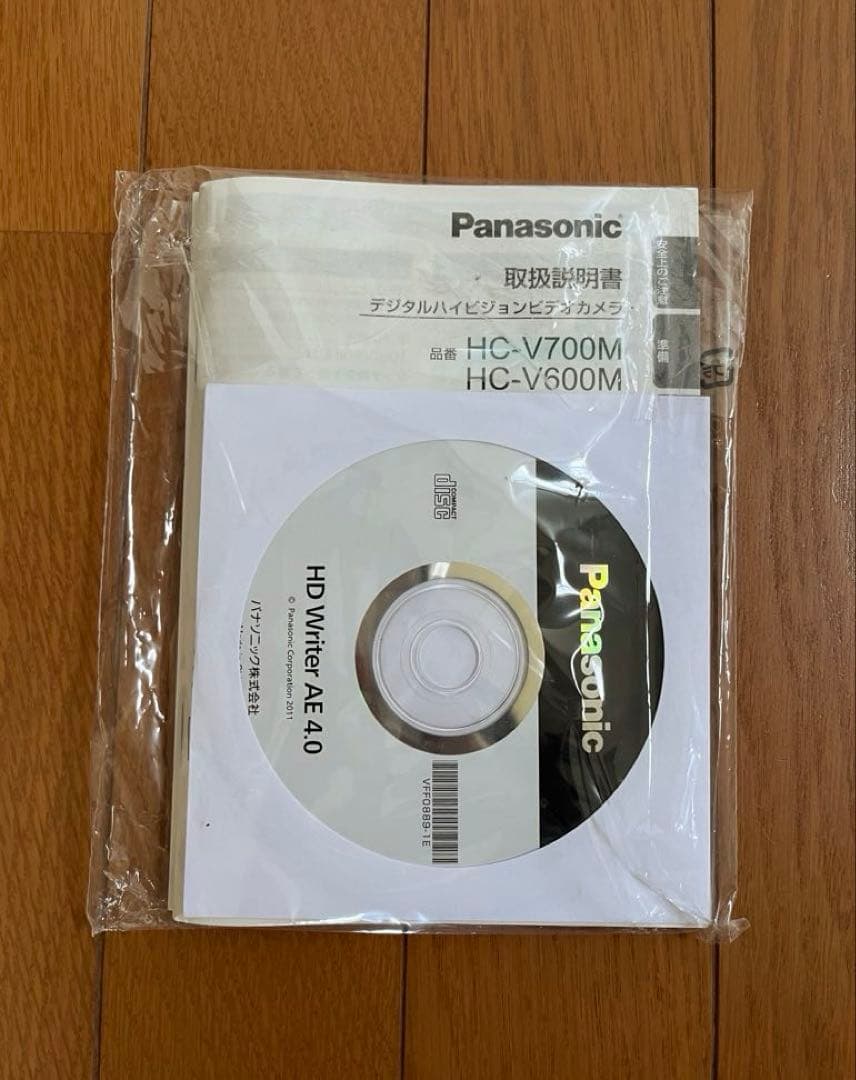 Panasonic
取扱説明書
デジタルハイビジョンビデオカメラ
品番 HC-V700M
HC-V600M
安全上のご注意
準備
COMPACT
disc
Panasonic
HD Writer AE 4.0
© Panasonic Corporation 2011
パナソニック株式会社
VFF0889-1E